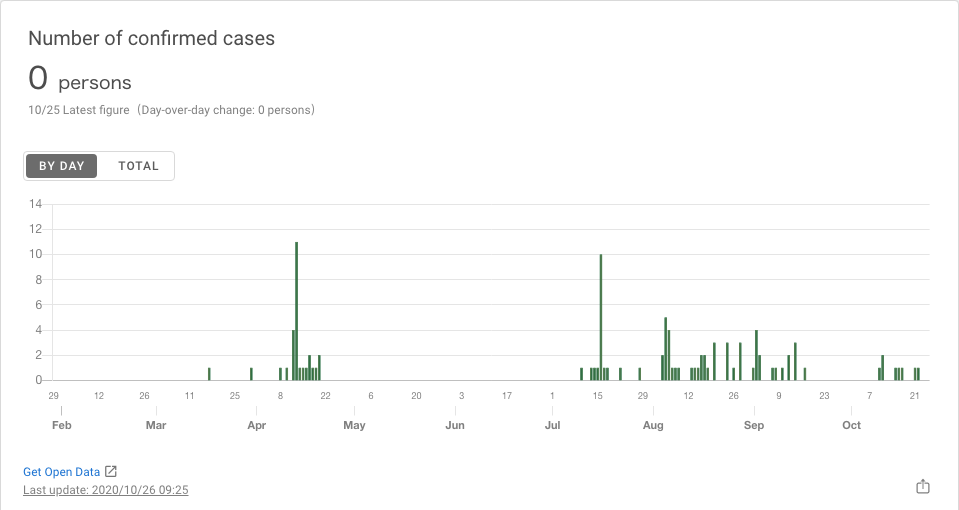 Number of confirmed cases
0 persons
10/25 Latest figure（Day-over-day change: 0 persons）
BY DAY TOTAL
14
12
10
8
6
4
2
0
29 12 26 11 25 8 22 6 20 3 17 1 15 29 12 26 9 23 7 21
Feb Mar Apr May Jun Jul Aug Sep Oct
Get Open Data
Last update: 2020/10/26 09:25